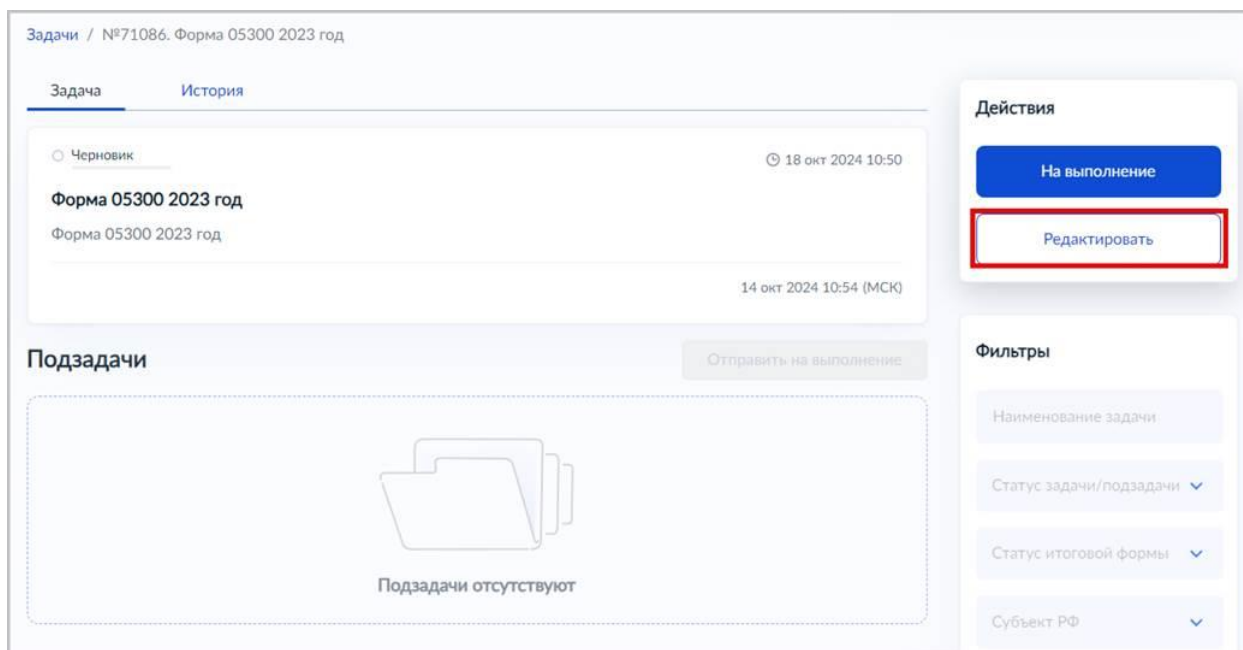 Задачи / №71086. Форма 05300 2023 год
Задача История
Черновик 18 окт 2024 10:50
Форма 05300 2023 год
Форма 05300 2023 год
14 окт 2024 10:54 (МСК)
Подзадачи Отправить на выполнение
Подзадачи отсутствуют
Действия
На выполнение
Редактировать
Фильтры
Наименование задачи
Статус задачи/подзадачи
Статус итоговой формы
Субъект РФ